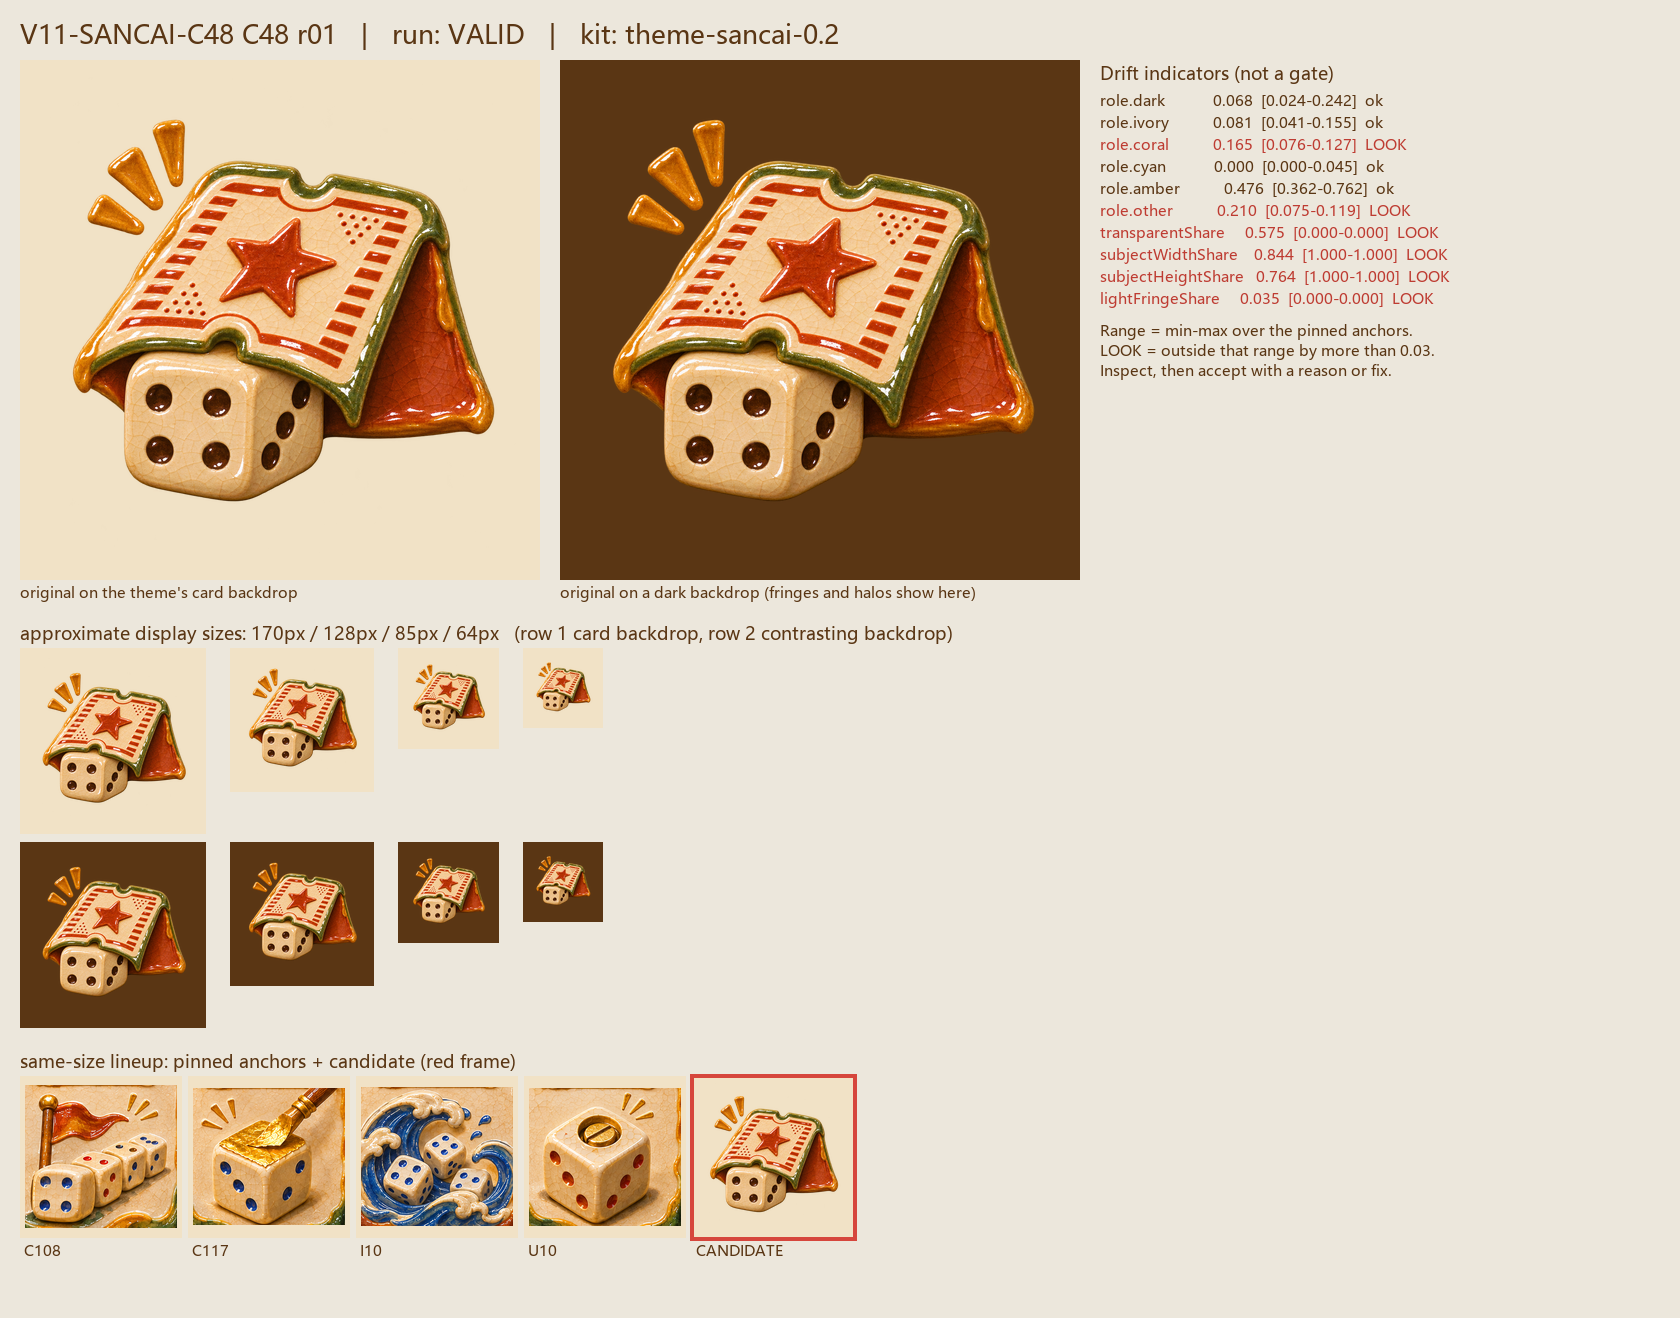 V11-SANCAI-C48 C48 r01 | run: VALID | kit: theme-sancai-0.2
Drift indicators (not a gate)
role.dark 0.068 [0.024-0.242] ok
role.ivory 0.081 [0.041-0.155] ok
role.coral 0.165 [0.076-0.127] LOOK
role.cyan 0.000 [0.000-0.045] ok
role.amber 0.476 [0.362-0.762] ok
role.other 0.210 [0.075-0.119] LOOK
transparentShare 0.575 [0.000-0.000] LOOK
subjectWidthShare 0.844 [1.000-1.000] LOOK
subjectHeightShare 0.764 [1.000-1.000] LOOK
lightFringeShare 0.035 [0.000-0.000] LOOK
Range = min-max over the pinned anchors.
LOOK = outside that range by more than 0.03.
Inspect, then accept with a reason or fix.
original on the theme's card backdrop
original on a dark backdrop (fringes and halos show here)
approximate display sizes: 170px / 128px / 85px / 64px (row 1 card backdrop, row 2 contrasting backdrop)
same-size lineup: pinned anchors + candidate (red frame)
C108
C117
I10
U10
CANDIDATE